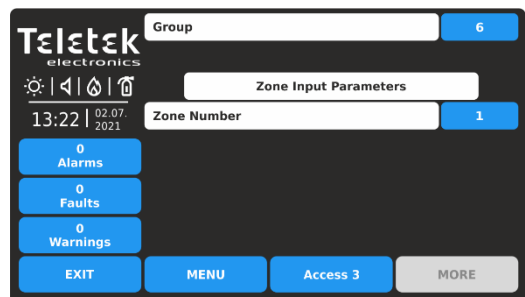 Teletek
electronics
13:22 02.07.
2021
0
Alarms
0
Faults
0
Warnings
EXIT
Group 6
Zone Input Parameters
Zone Number 1
MENU Access 3 MORE